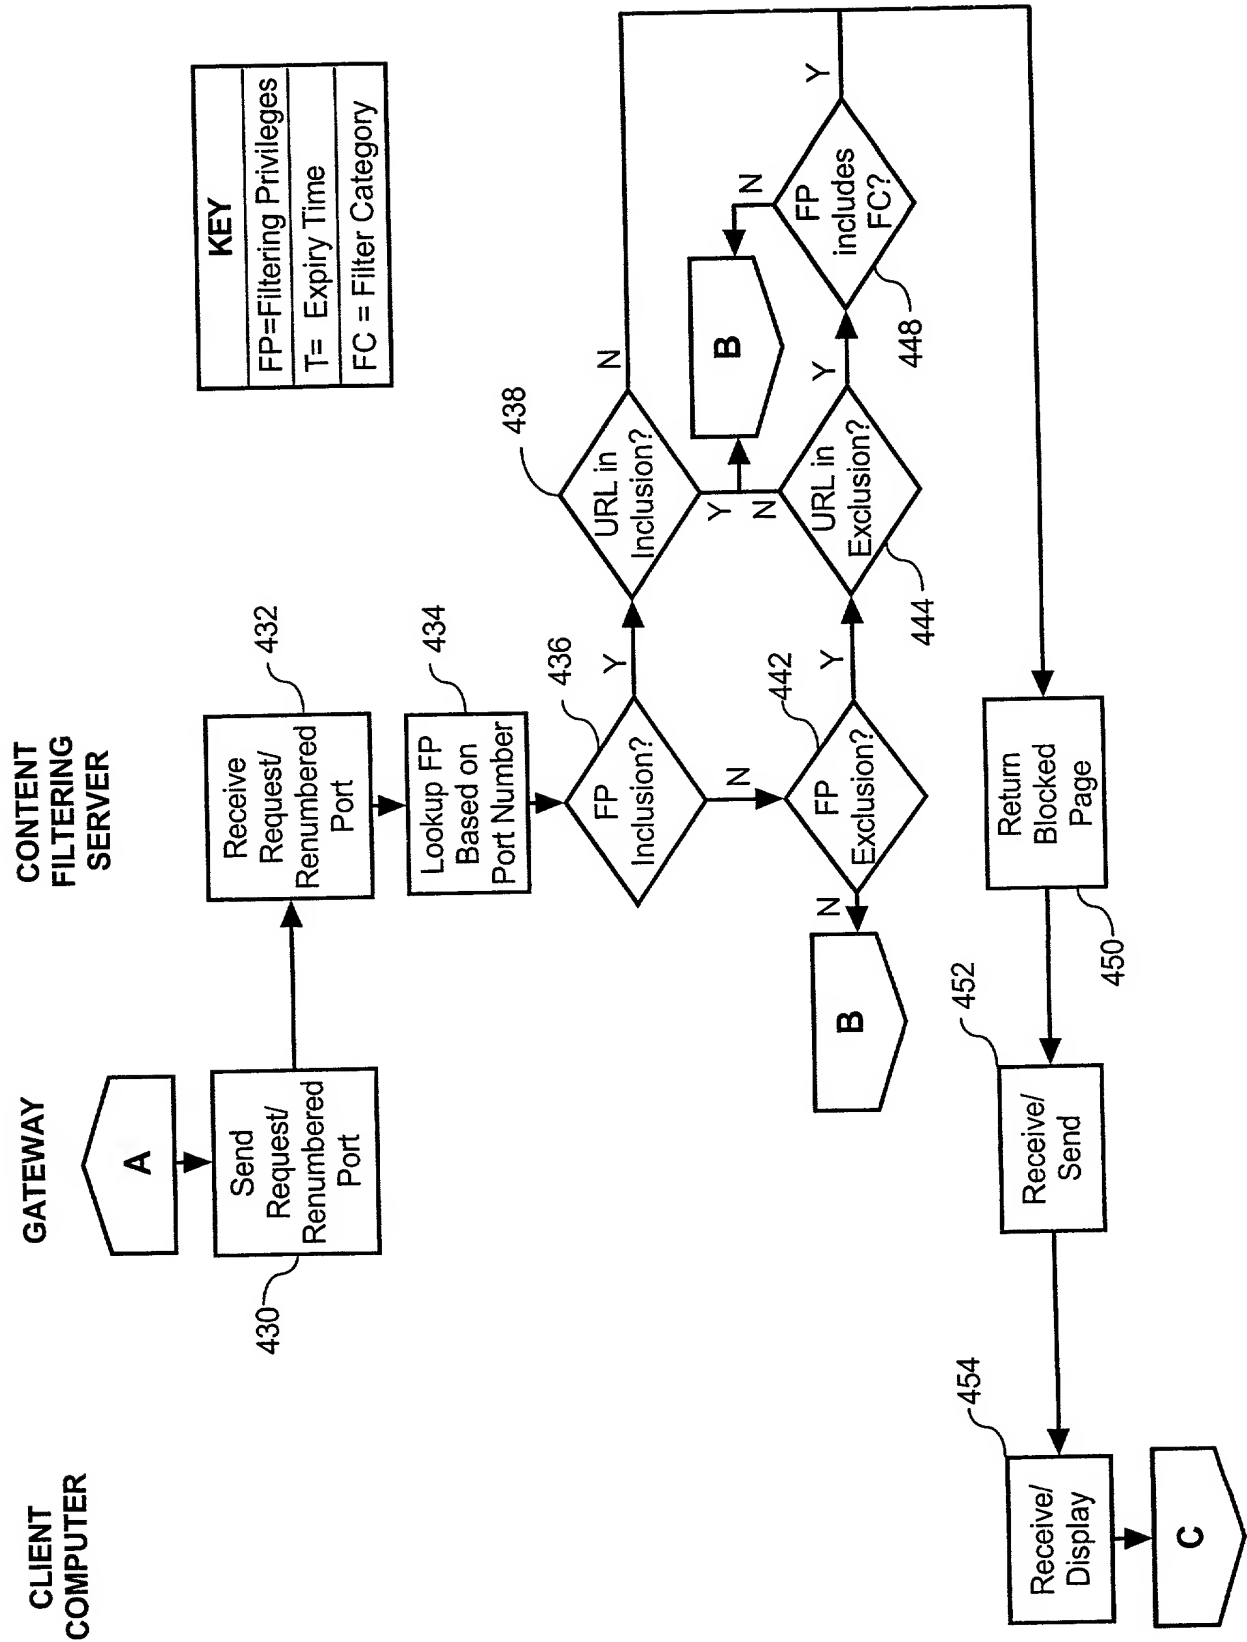 CLIENT
COMPUTER
GATEWAY
CONTENT
FILTERING
SERVER
KEY
FP=Filtering Privileges
T= Expiry Time
FC = Filter Category
A
Send
Request/
Renumbered
Port
430
Receive
Request/
Renumbered
Port
432
Lookup FP
Based on
Port Number
434
FP
Inclusion?
436
Y
N
URL in
Inclusion?
438
N
Y
B
FP
Exclusion?
442
N
Y
B
URL in
Exclusion?
444
N
Y
FP
includes
FC?
448
N
Y
Return
Blocked
Page
450
Receive/
Send
452
Receive/
Display
454
C